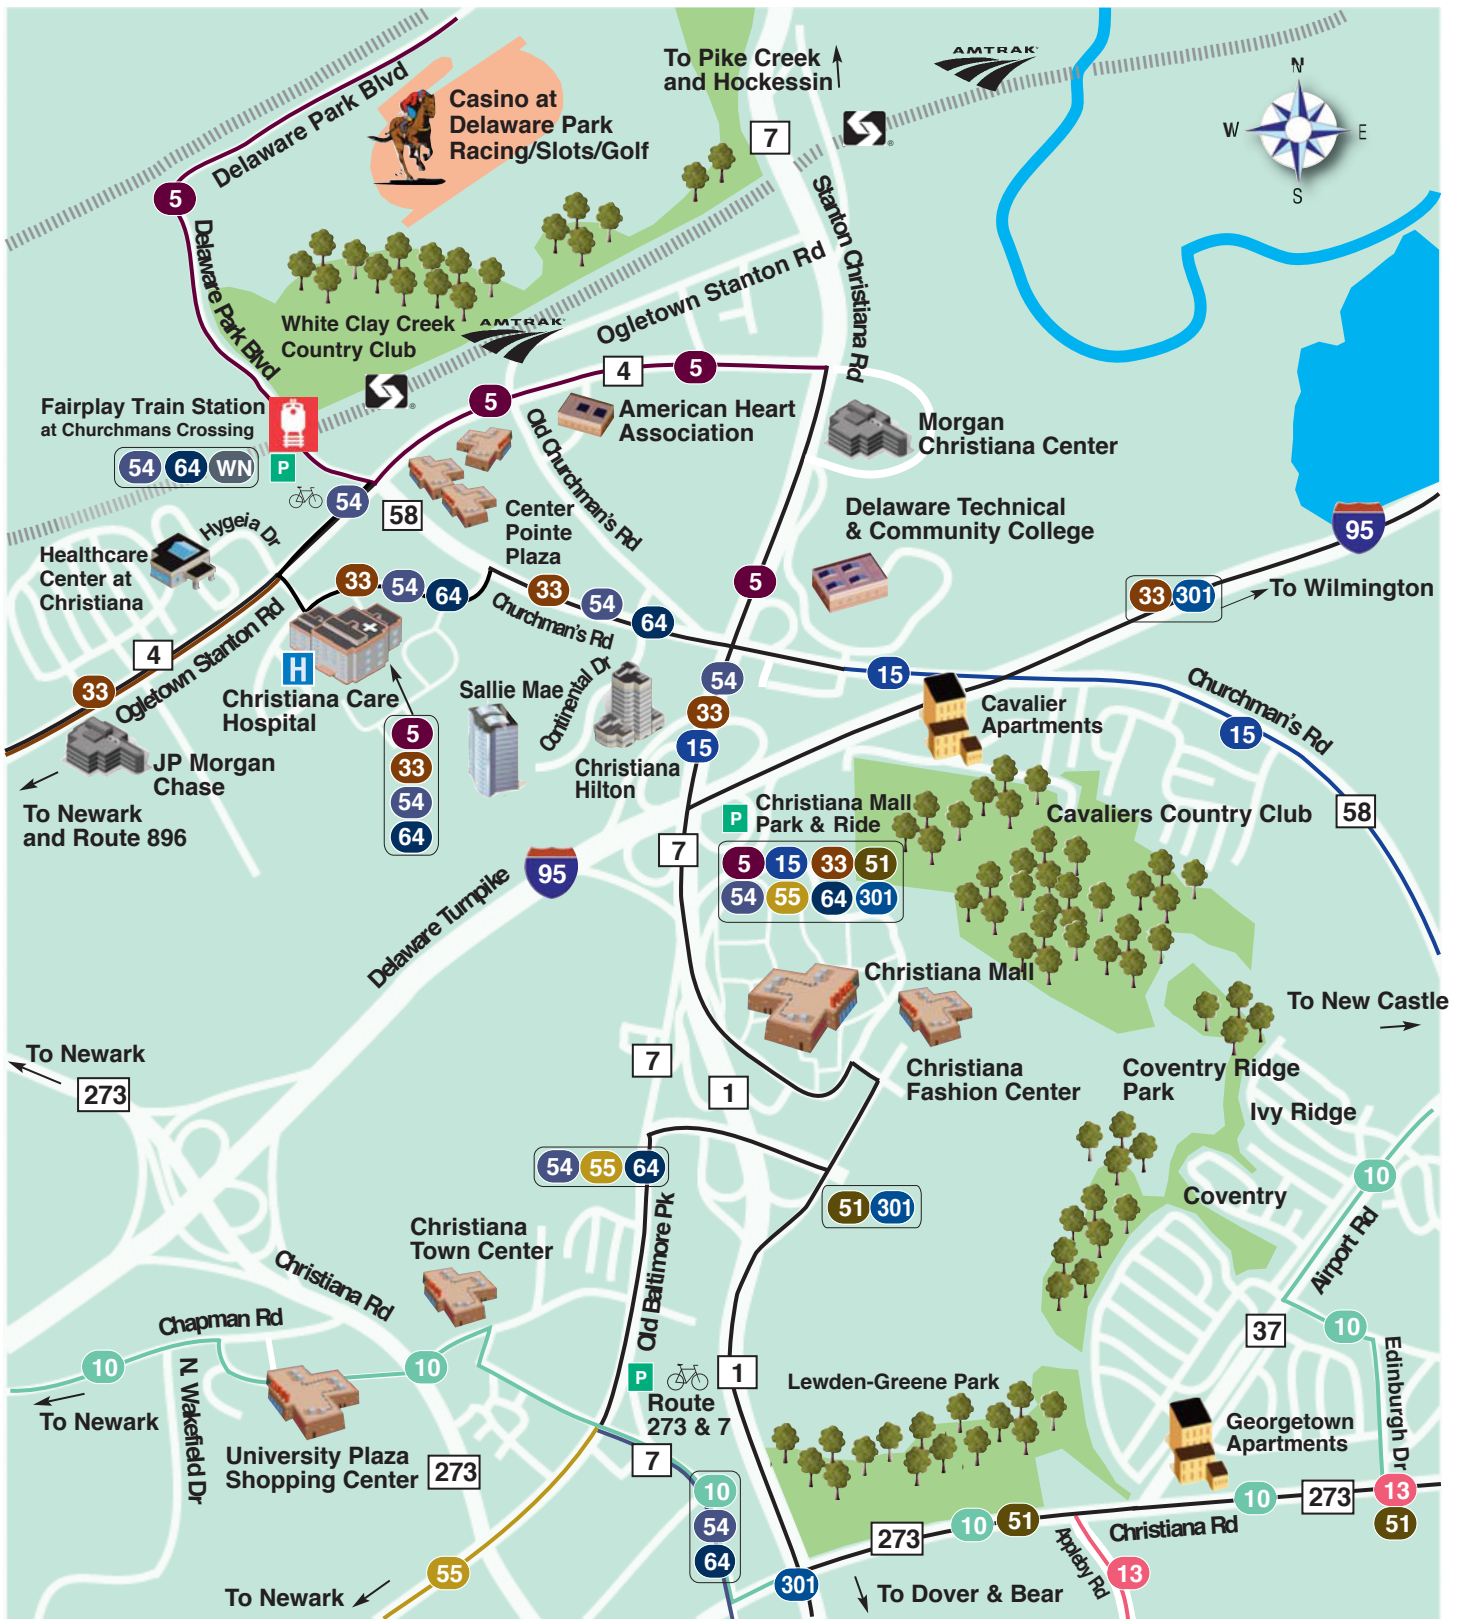 To Pike Creek
and Hockessin
AMTRAK
N
W
E
S
7
Delaware Park Blvd
Casino at
Delaware Park
Racing/Slots/Golf
5
Stanton Christiana Rd
Delaware Park Blvd
Ogletown Stanton Rd
White Clay Creek
Country Club
AMTRAK
4
5
5
Fairplay Train Station
at Churchmans Crossing
54 64 WN
P
American Heart
Association
Morgan
Christiana Center
Old Churchman's Rd
54
58
Center
Pointe
Plaza
Delaware Technical
& Community College
95
Hygeia Dr
Healthcare
Center at
Christiana
33 54 64
33 54 64
5
33 301
To Wilmington
Churchman's Rd
4
Ogletown Stanton Rd
33
H
Christiana Care
Hospital
Sallie Mae
Continental Dr
54
33
15
15
Cavalier
Apartments
Churchman's Rd
15
5
33
54
64
JP Morgan
Chase
To Newark
and Route 896
Christiana
Hilton
P
Christiana Mall
Park & Ride
5 15 33 51
54 55 64 301
Cavaliers Country Club
58
7
95
Delaware Turnpike
Christiana Mall
To New Castle
To Newark
273
7
1
Christiana
Fashion Center
Coventry Ridge
Park
Ivy Ridge
54 55 64
51 301
10
Coventry
Airport Rd
Christiana
Town Center
Old Baltimore Pk
Christiana Rd
Chapman Rd
10
10
37
10
Edinburgh Dr
To Newark
N. Wakefield Dr
P
Route
273 & 7
1
Lewden-Greene Park
Georgetown
Apartments
University Plaza
Shopping Center
273
7
10
54
64
10
273
13
51
273
10 51
Christiana Rd
Appleby Rd
13
55
To Newark
301
To Dover & Bear